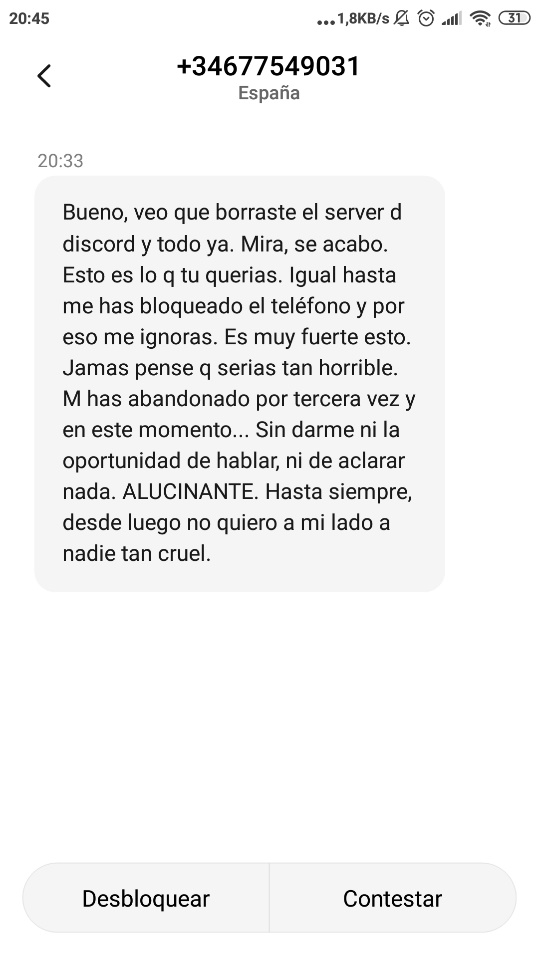 20:45
...1,8KB/s
31
+34677549031
España
20:33
Bueno, veo que borraste el server d
discord y todo ya. Mira, se acabo.
Esto es lo q tu querias. Igual hasta
me has bloqueado el teléfono y por
eso me ignoras. Es muy fuerte esto.
Jamas pense q serias tan horrible.
M has abandonado por tercera vez y
en este momento... Sin darme ni la
oportunidad de hablar, ni de aclarar
nada. ALUCINANTE. Hasta siempre,
desde luego no quiero a mi lado a
nadie tan cruel.
Desbloquear
Contestar